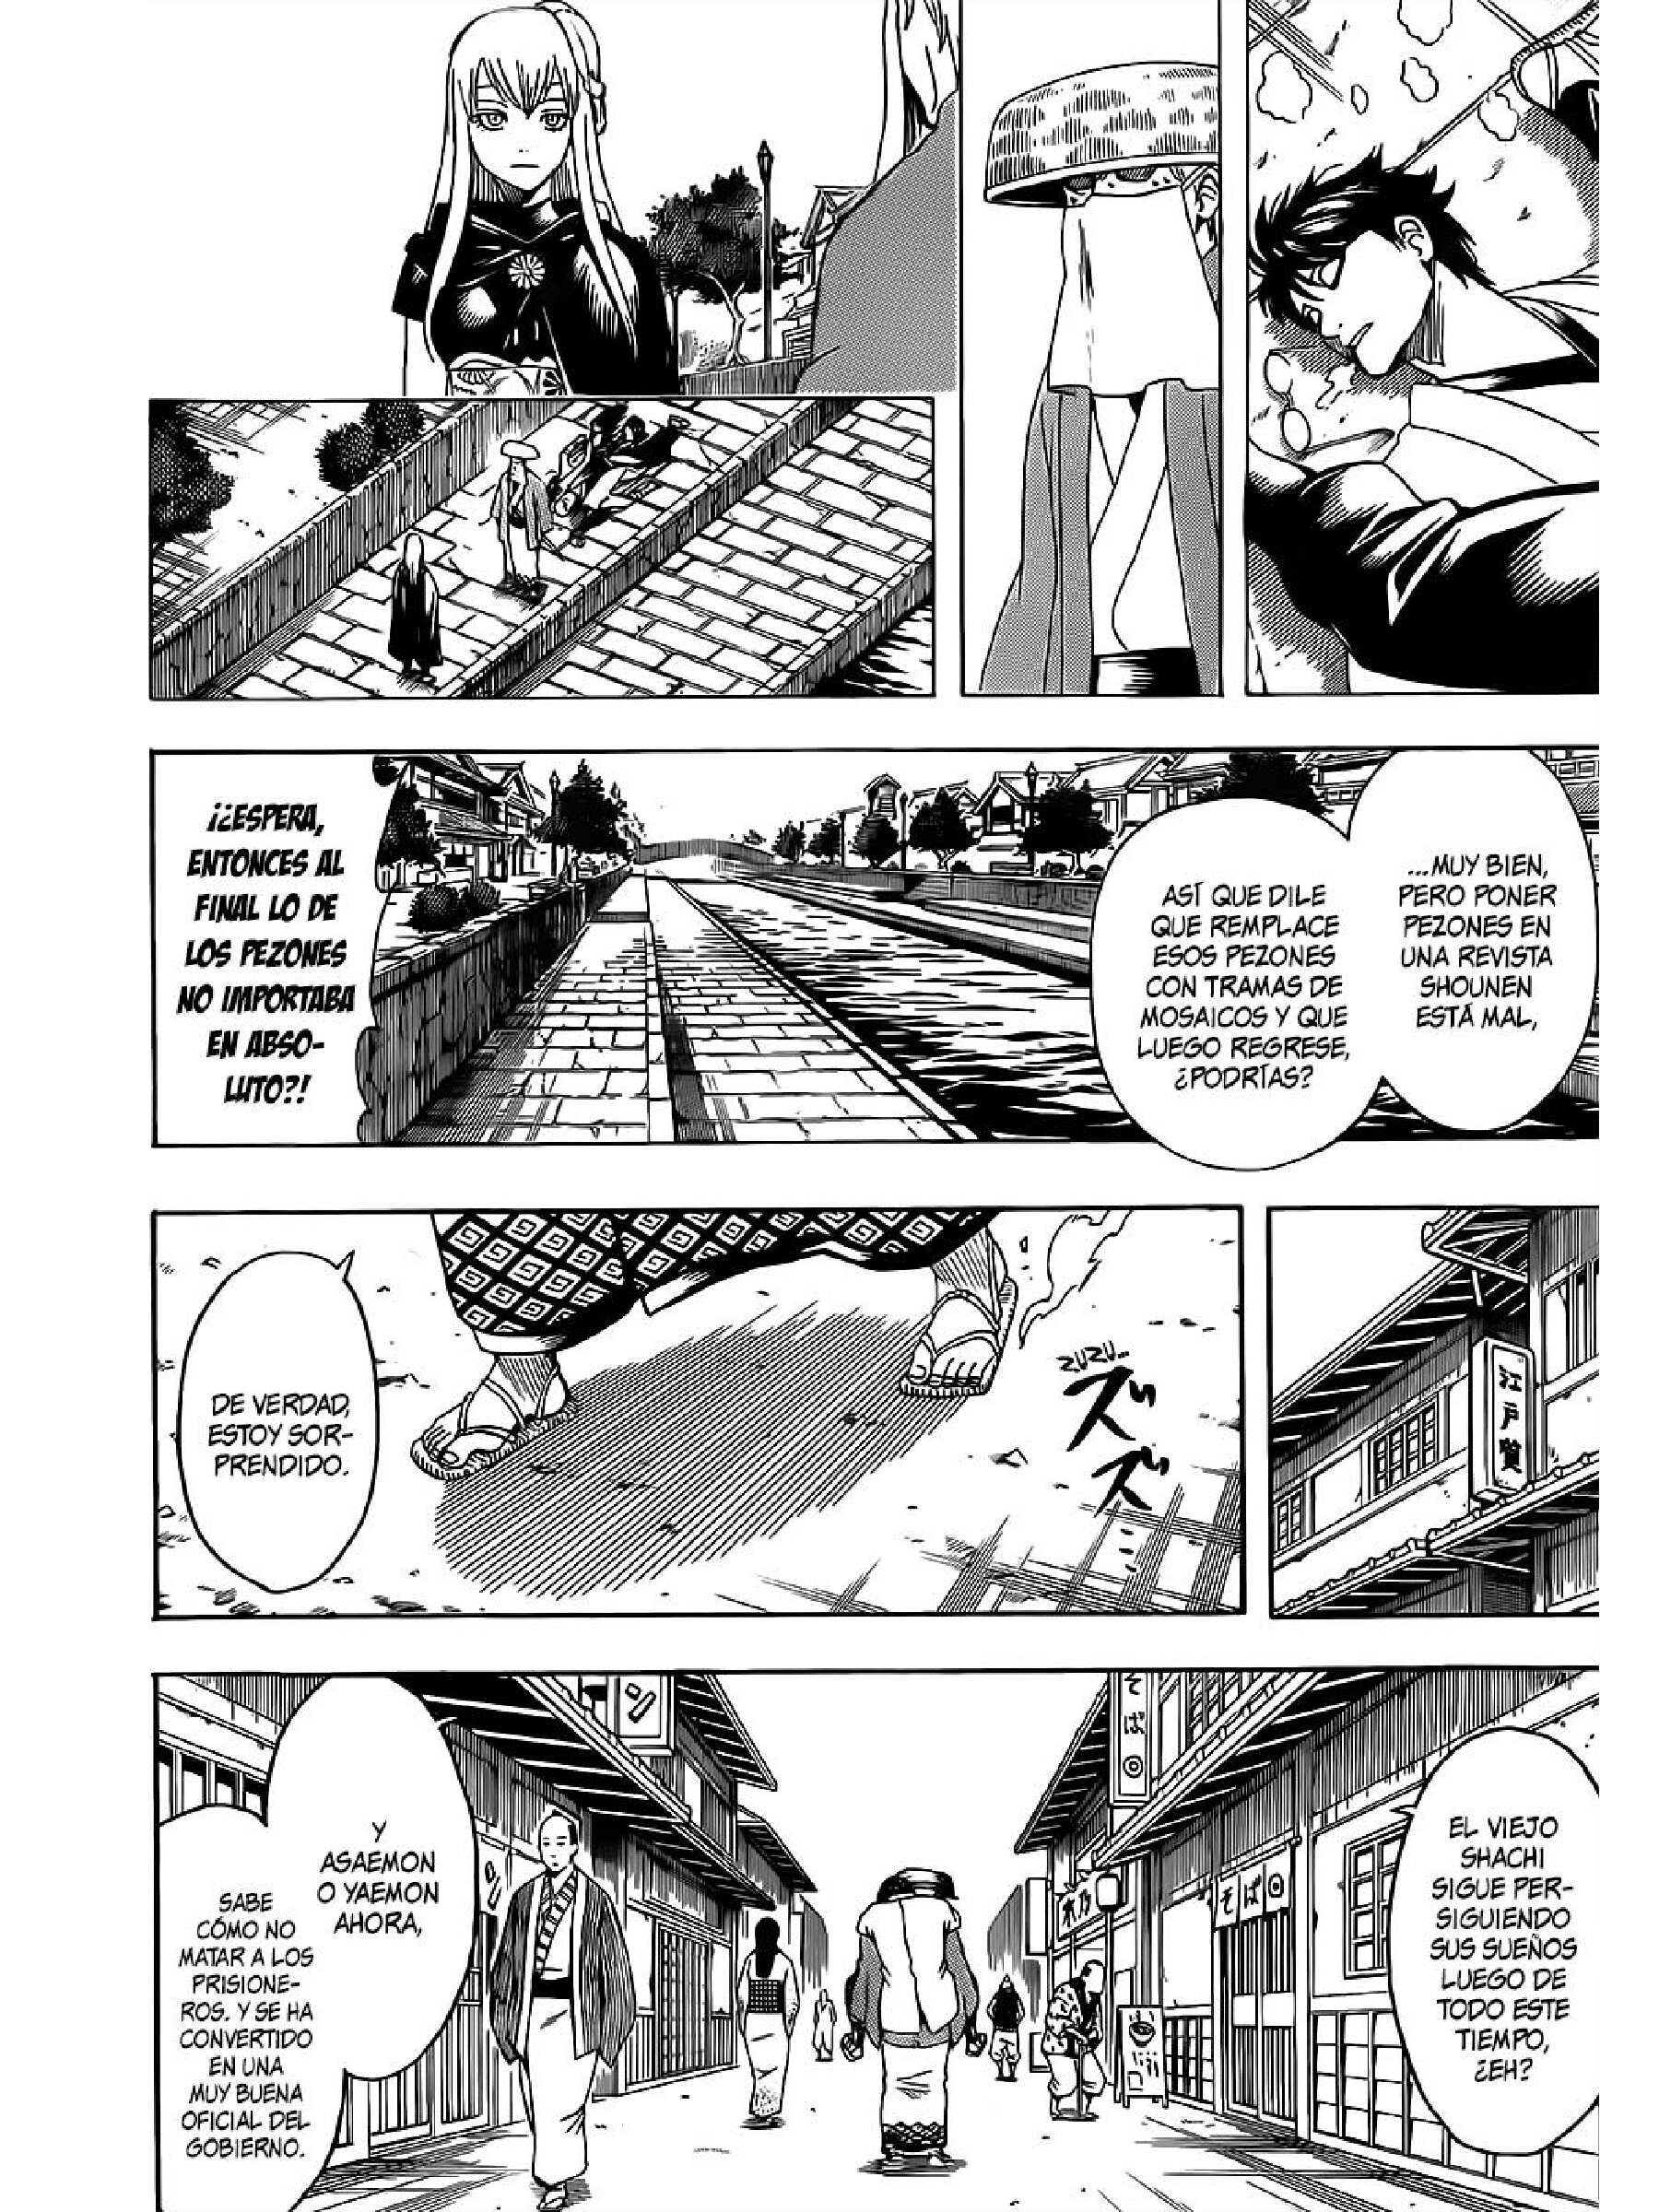 ...MUY BIEN,
PERO PONER
PEZONES EN
UNA REVISTA
SHOUNEN
ESTÁ MAL,
ASÍ QUE DILE
QUE REMPLACE
ESOS PEZONES
CON TRAMAS DE
MOSAICOS Y QUE
LUEGO REGRESE,
¿PODRÍAS?
¡¿ESPERA,
ENTONCES AL
FINAL LO DE
LOS PEZONES
NO IMPORTABA
EN ABSO-
LUTO?!
江戸質
ZUZU...
ズズ
DE VERDAD,
ESTOY SOR-
PRENDIDO.
EL VIEJO
SHACHI
SIGUE PER-
SIGUIENDO
SUS SUEÑOS
LUEGO DE
TODO ESTE
TIEMPO,
¿EH?
そば
そば
ン
Y
ASAEMON
O YAEMON
AHORA,
SABE
CÓMO NO
MATAR A LOS
PRISIONE-
ROS. Y SE HA
CONVERTIDO
EN UNA
MUY BUENA
OFICIAL DEL
GOBIERNO.